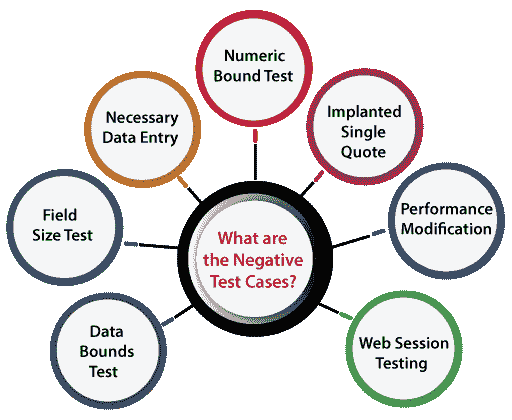 Numeric
Bound Test
Necessary
Data Entry
Implanted
Single
Quote
Field
Size Test
Performance
Modification
What are
the Negative
Test Cases?
Data
Bounds
Test
Web Session
Testing